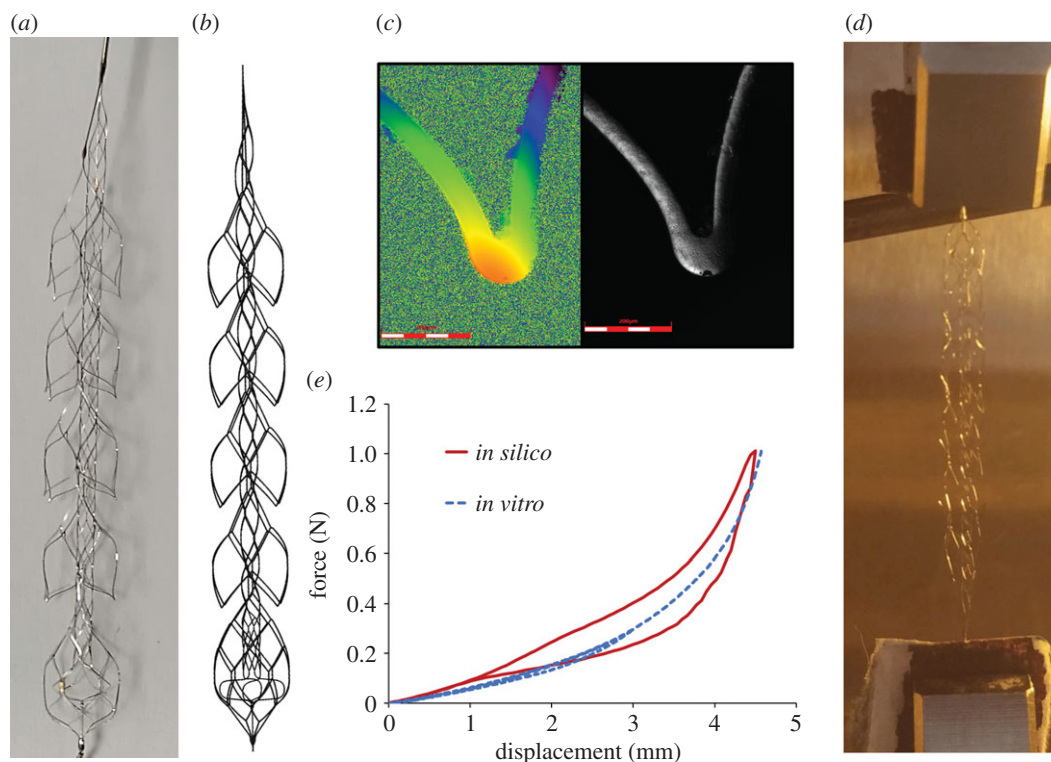 (a)
(b)
(c)
(d)
(e)
1.2
1.0
0.8
0.6
0.4
0.2
0
force (N)
in silico
in vitro
0
1
2
3
4
5
displacement (mm)